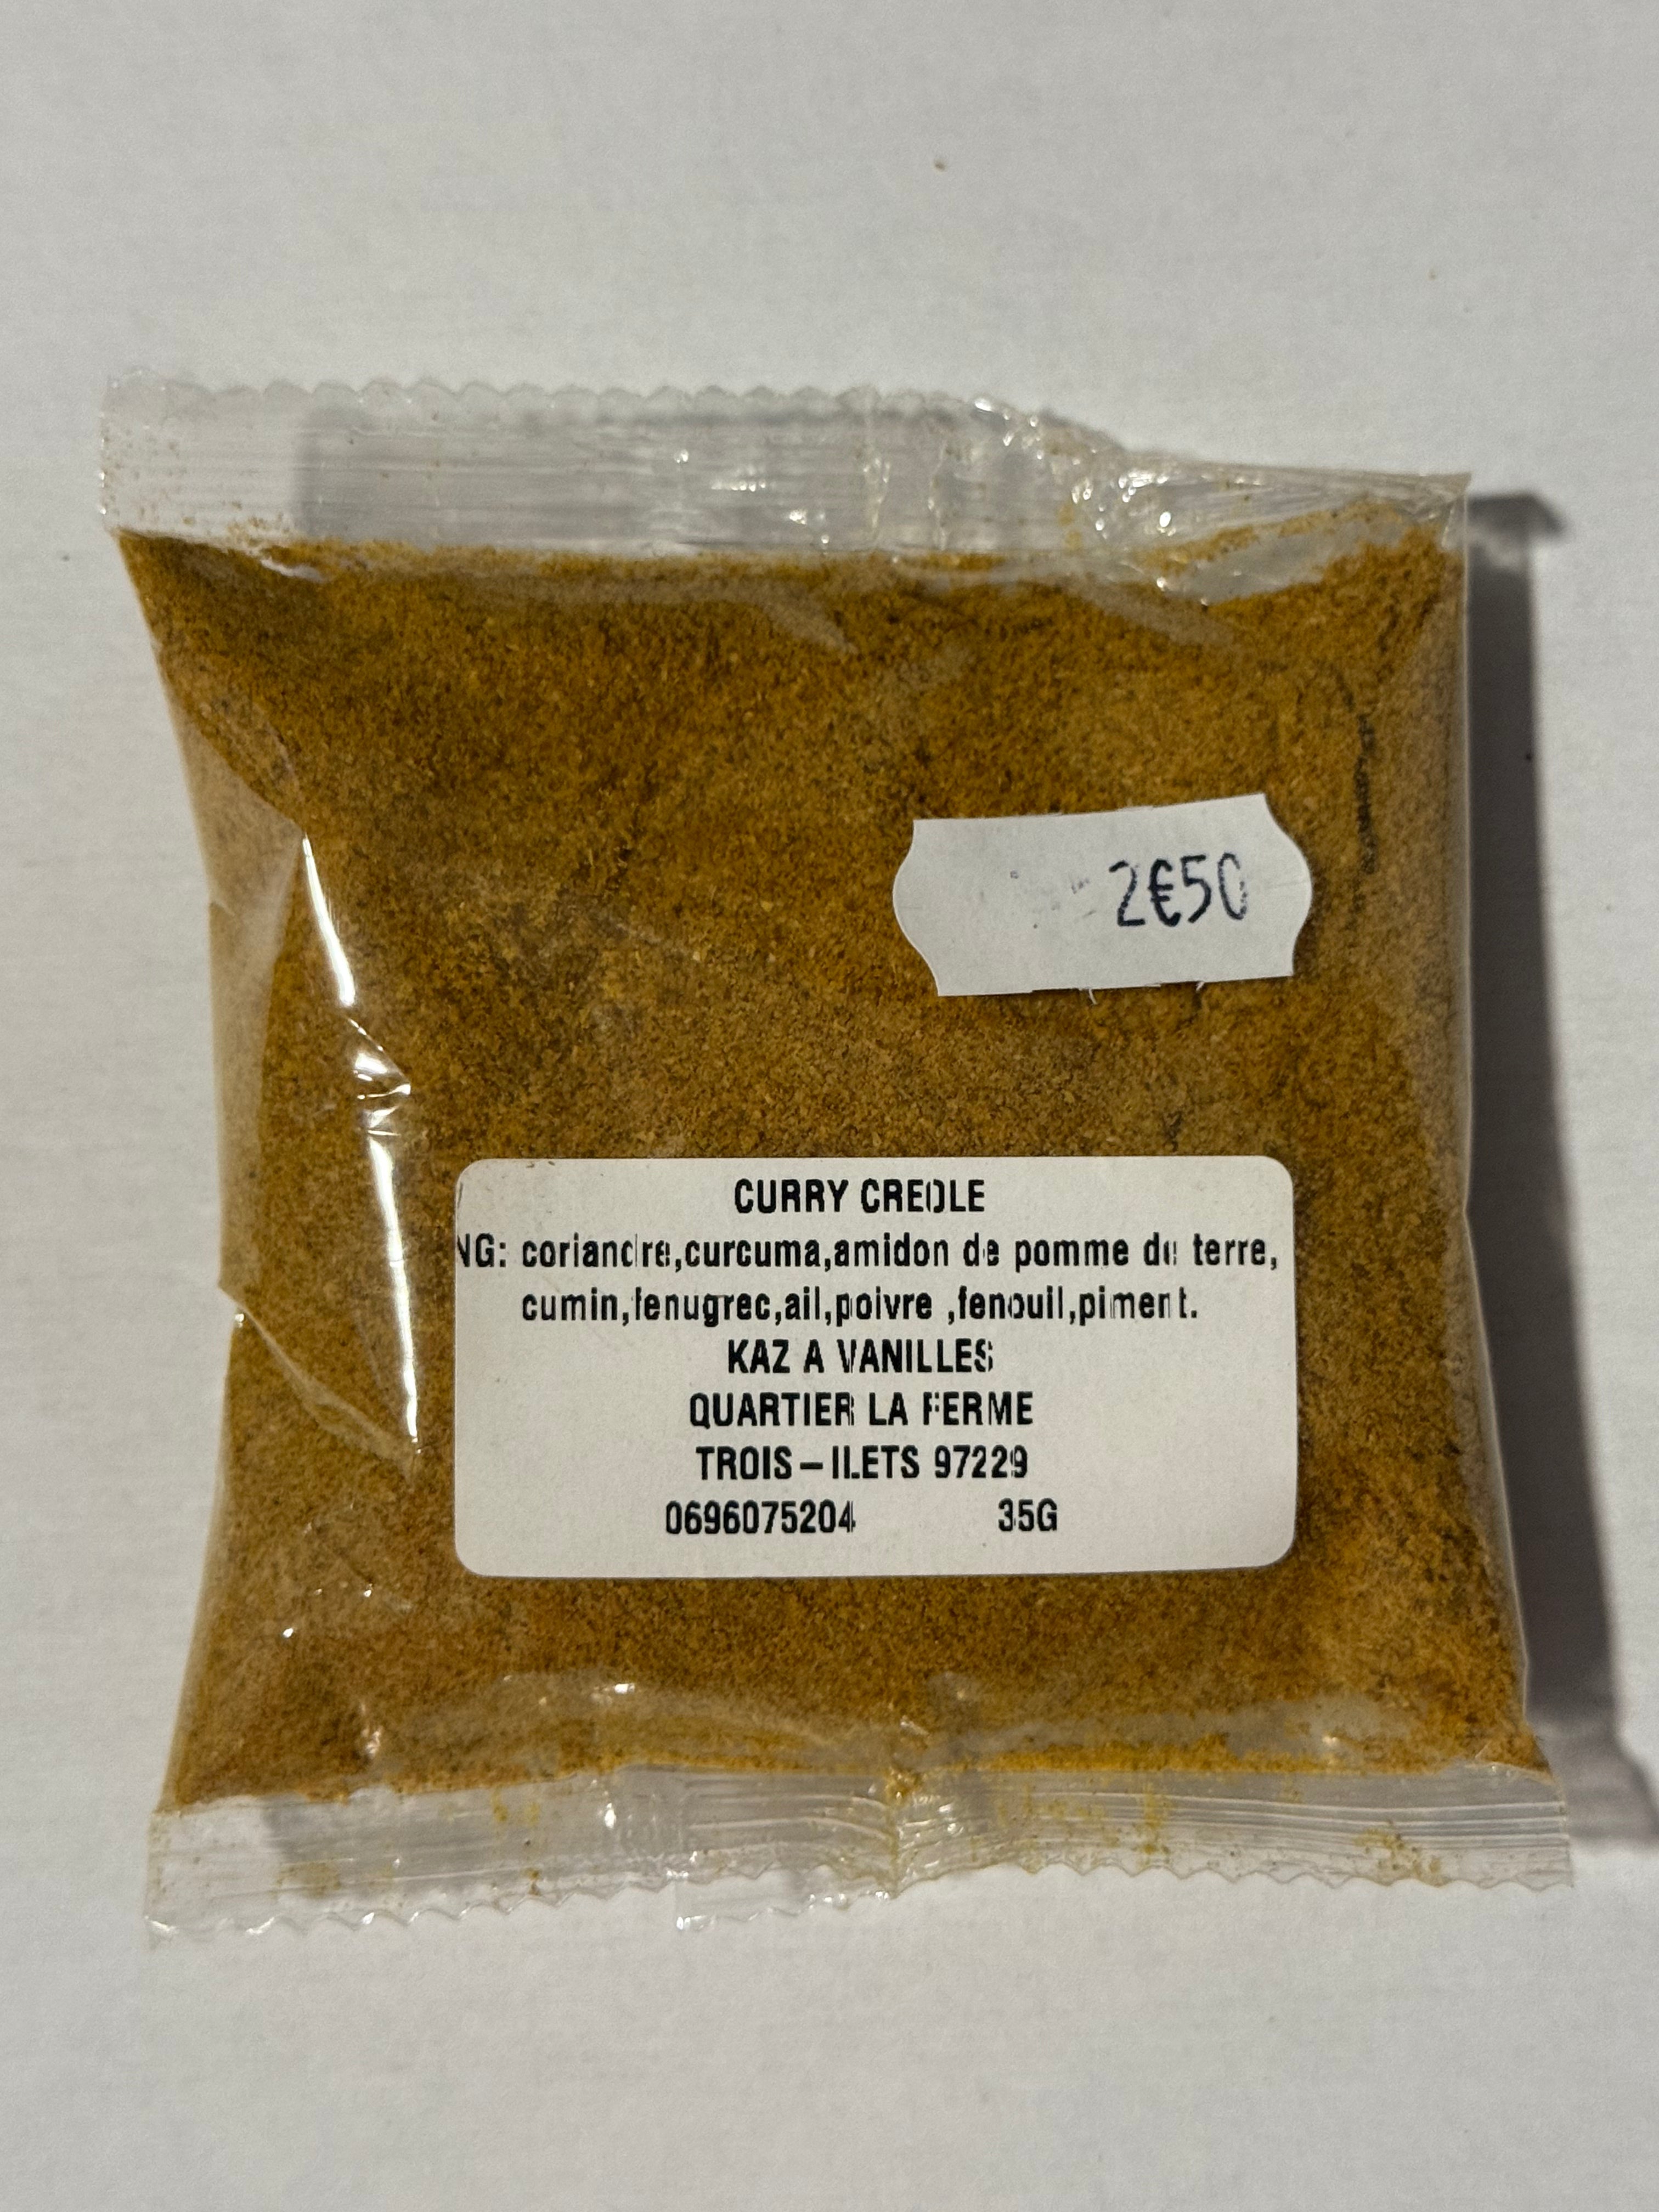 2€50
CURRY CREOLE
NG: coriandre,curcuma,amidon de pomme de terre,
cumin,fenugrec,ail,poivre ,fenouil,piment.
KAZ A VANILLES
QUARTIER LA FERME
TROIS – ILETS 97229
0696075204 35G